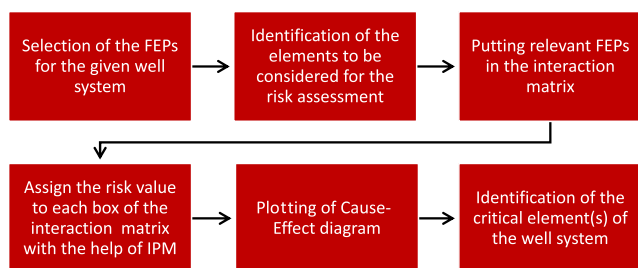 Selection of the FEPs
for the given well
system
Identification of the
elements to be
considered for the
risk assessment
Putting relevant FEPs
in the interaction
matrix
Assign the risk value
to each box of the
interaction matrix
with the help of IPM
Plotting of Cause-
Effect diagram
Identification of the
critical element(s) of
the well system